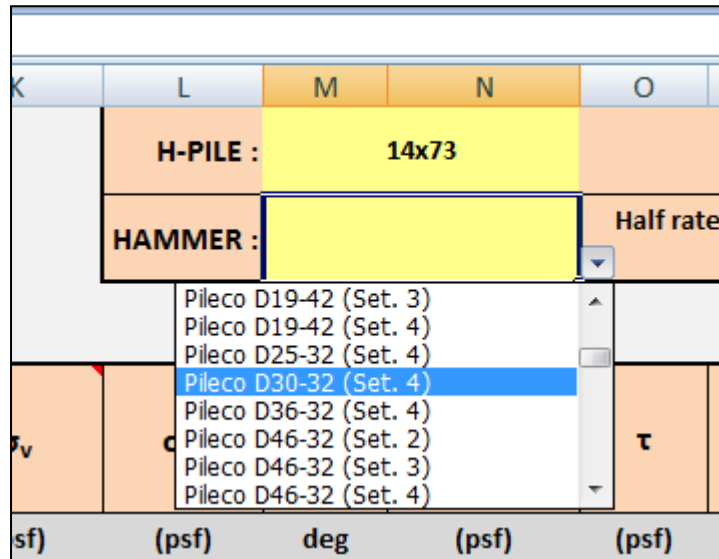 L M N O
H-PILE : 14x73
HAMMER : Half rate
Pileco D19-42 (Set. 3)
Pileco D19-42 (Set. 4)
Pileco D25-32 (Set. 4)
Pileco D30-32 (Set. 4)
Pileco D36-32 (Set. 4)
Pileco D46-32 (Set. 2)
Pileco D46-32 (Set. 3)
Pileco D46-32 (Set. 4)
τ
(psf) deg (psf) (psf)